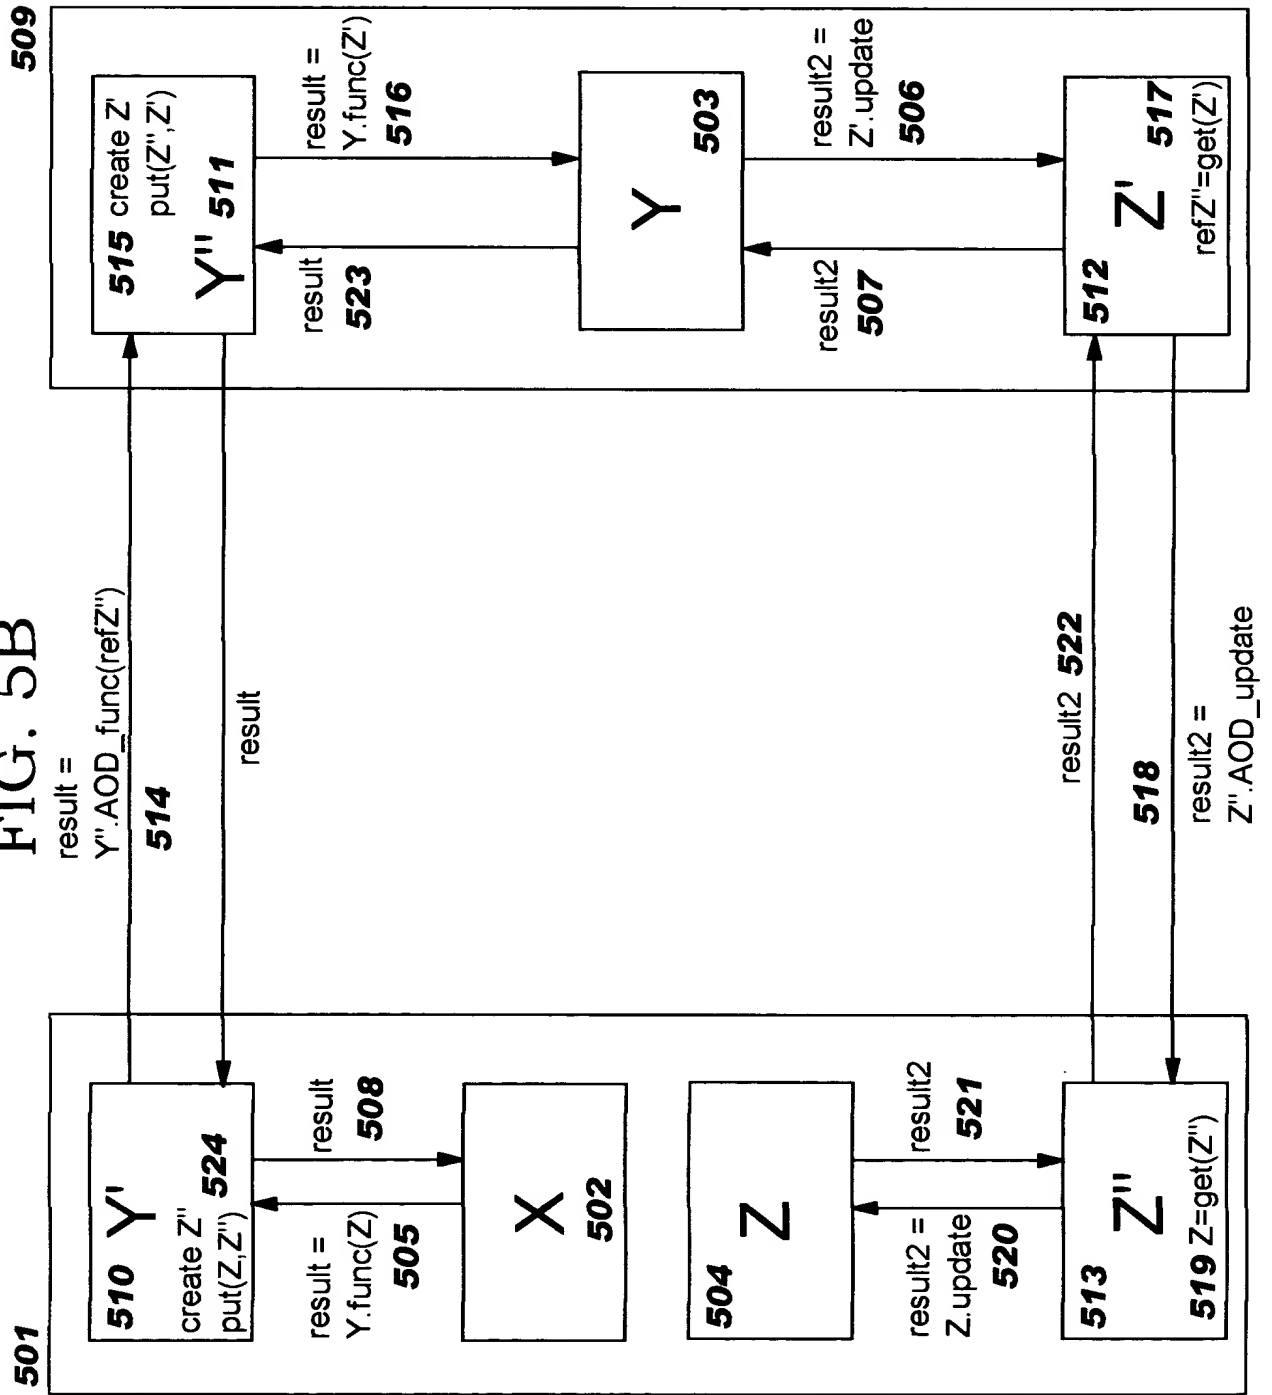 FIG. 5B
501
510 Y'
create Z"
put(Z,Z")
524
result =
Y.func(Z)
505
result
508
X
502
504
Z
result2 =
Z.update
520
result2
521
513
Z"
519 Z=get(Z")
result =
Y".AOD_func(refZ")
514
result
result2 522
518
result2 =
Z".AOD_update
509
515 create Z'
put(Z",Z')
Y" 511
result =
Y.func(Z')
516
result
523
Y
503
result2 =
Z'.update
506
result2
507
512
Z'
517
refZ"=get(Z')